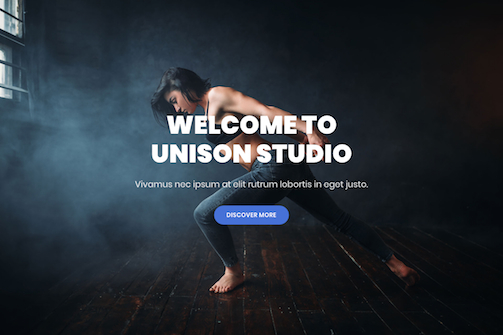 WELCOME TO
UNISON STUDIO
Vivamus nec ipsum at elit rutrum lobortis in eget justo.
DISCOVER MORE